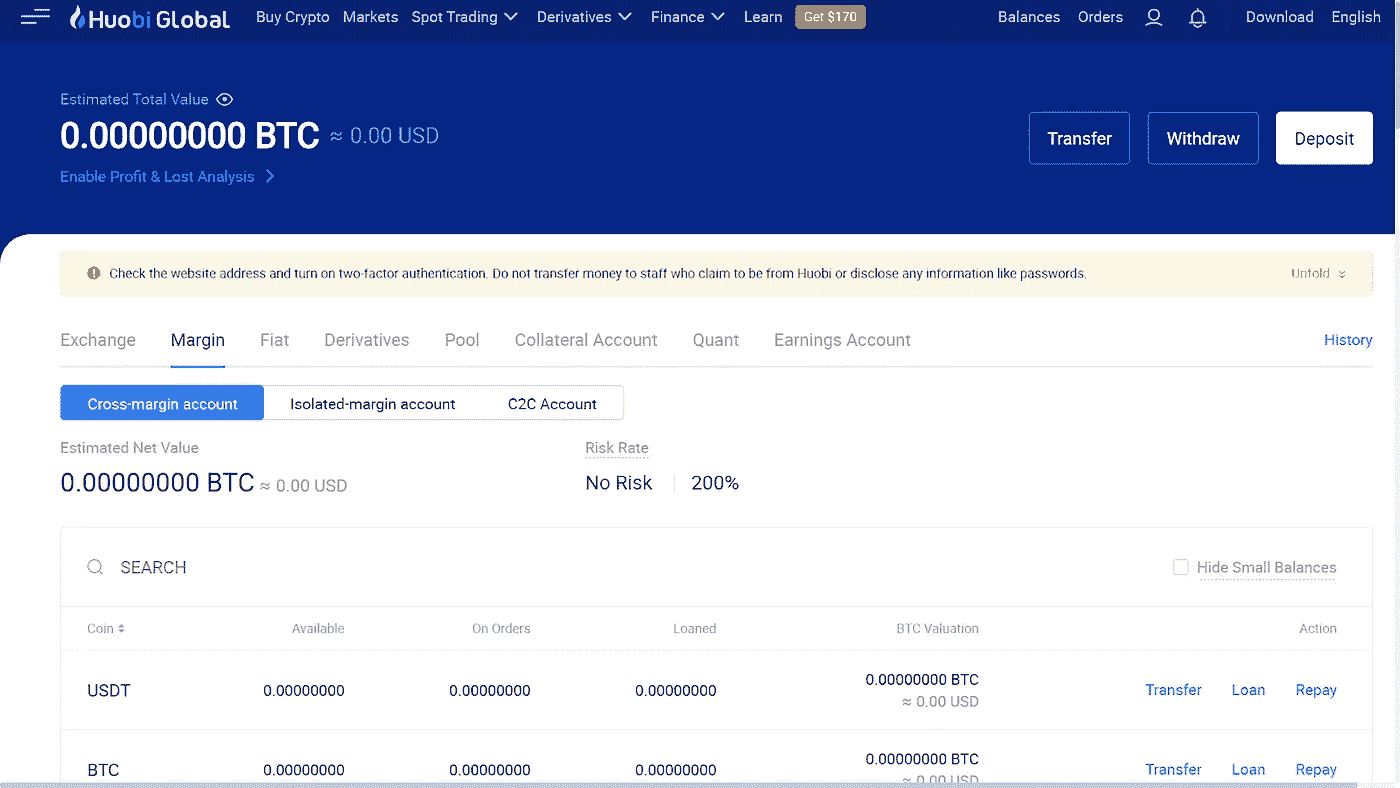 Huobi Global Buy Crypto Markets Spot Trading Derivatives Finance Learn Get $170 Balances Orders Download English
Estimated Total Value
0.00000000 BTC ≈ 0.00 USD
Transfer Withdraw Deposit
Enable Profit & Lost Analysis
Check the website address and turn on two-factor authentication. Do not transfer money to staff who claim to be from Huobi or disclose any information like passwords. Unfold
Exchange Margin Fiat Derivatives Pool Collateral Account Quant Earnings Account History
Cross-margin account Isolated-margin account C2C Account
Estimated Net Value Risk Rate
0.00000000 BTC ≈ 0.00 USD No Risk 200%
SEARCH Hide Small Balances
Coin Available On Orders Loaned BTC Valuation Action
USDT 0.00000000 0.00000000 0.00000000 0.00000000 BTC Transfer Loan Repay
≈ 0.00 USD
BTC 0.00000000 0.00000000 0.00000000 0.00000000 BTC Transfer Loan Repay
≈ 0.00 USD